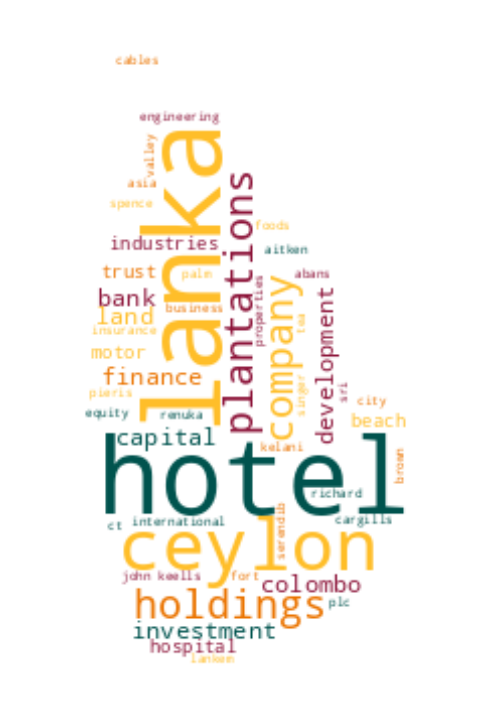 cables
engineering
lanka
valley
asia
spence
plantations
foods
industries
aitken
trust
palm
abans
bank
business
properties
company
development
land
insurance
tea
motor
finance
singer
sri
pieris
city
equity
renuka
beach
capital
kelani
hotel
brown
richard
ct
international
cargills
serendib
ceylon
john keells
fort
colombo
holdings
plc
investment
hospital
lankem